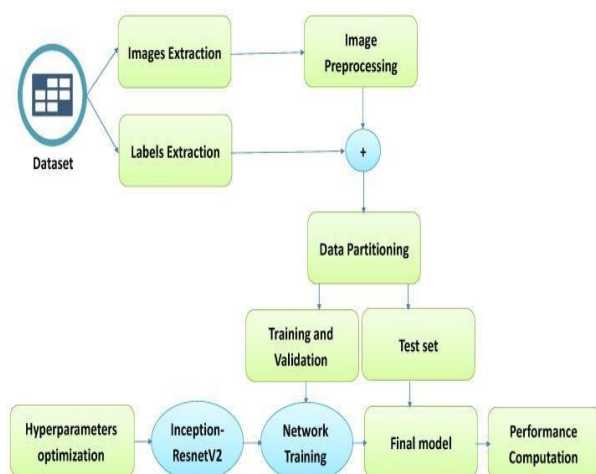 Images Extraction
Image
Preprocessing
Dataset
Labels Extraction
+
Data Partitioning
Training and
Validation
Test set
Hyperparameters
optimization
Inception-
ResnetV2
Network
Training
Final model
Performance
Computation